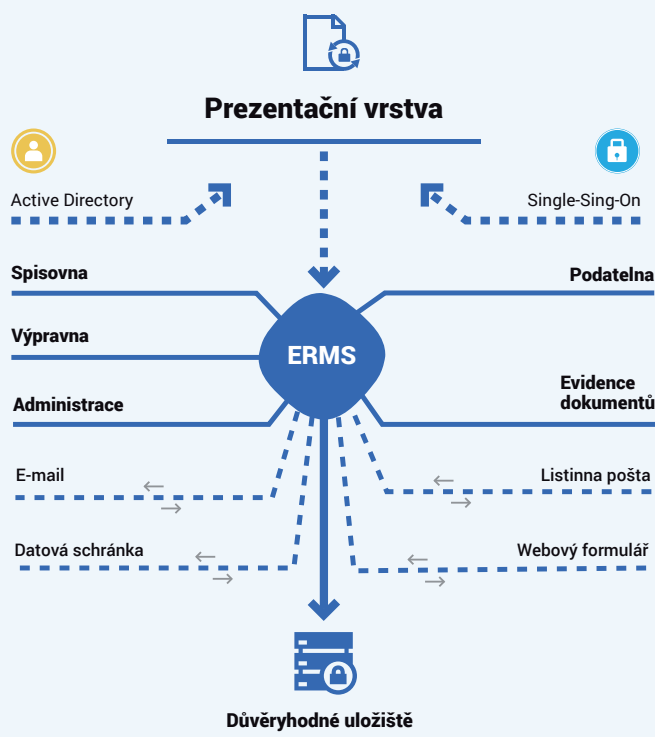 Prezentační vrstva
Active Directory
Single-Sing-On
Spisovna
Podatelna
Výpravna
ERMS
Administrace
Evidence
dokumentů
E-mail
Listinna pošta
Datová schránka
Webový formulář
Důvěryhodné uložiště